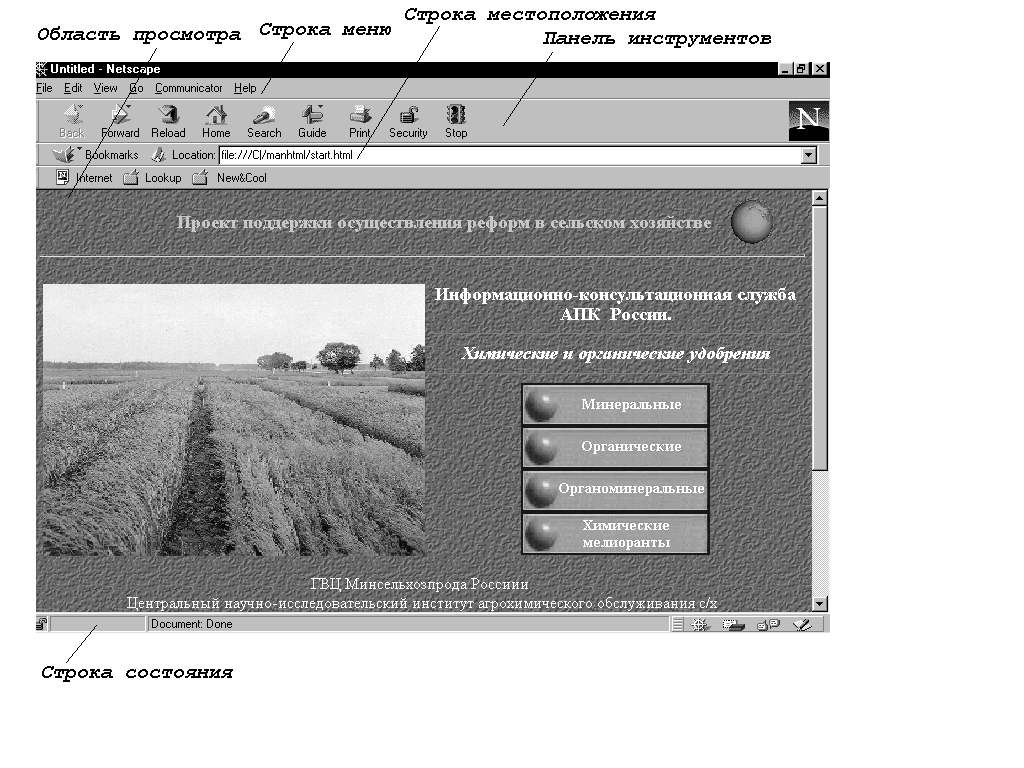 Строка местоположения
Область просмотра Строка меню
Панель инструментов
Untitled - Netscape
File Edit View Go Communicator Help
Back Forward Reload Home Search Guide Print Security Stop
N
Bookmarks Location: file:///C|/manhtml/start.html
Internet Lookup New&Cool
Проект поддержки осуществления реформ в сельском хозяйстве
Информационно-консультационная служба
АПК России.
Химические и органические удобрения
Минеральные
Органические
Органоминеральные
Химические
мелиоранты
ГВЦ Минсельхозпрода Россиии
Центральный научно-исследовательский институт агрохимического обслуживания с/х
Document: Done
Строка состояния